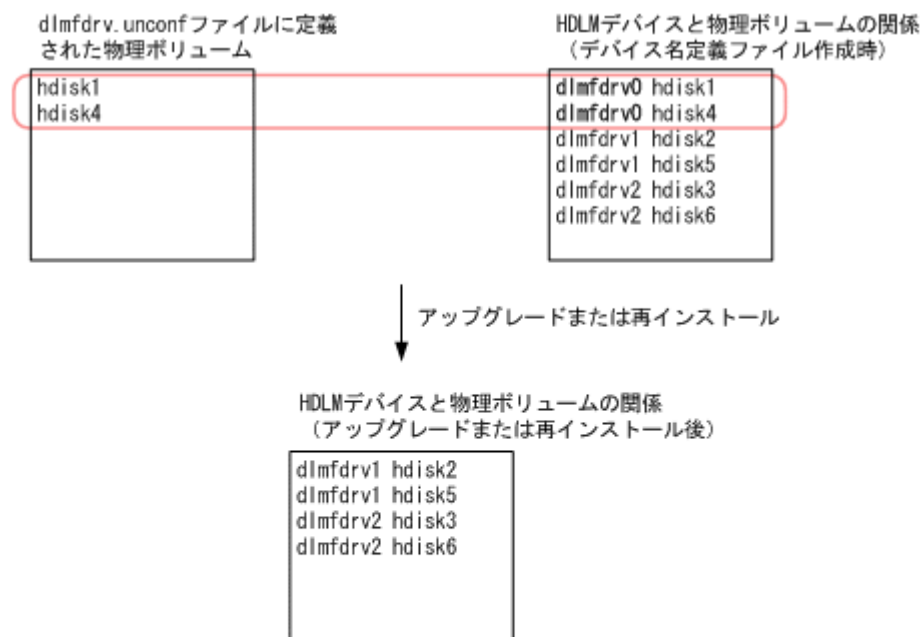 dlmfdrv.unconfファイルに定義
された物理ボリューム
hdisk1
hdisk4
HDLMデバイスと物理ボリュームの関係
（デバイス名定義ファイル作成時）
dlmfdrv0 hdisk1
dlmfdrv0 hdisk4
dlmfdrv1 hdisk2
dlmfdrv1 hdisk5
dlmfdrv2 hdisk3
dlmfdrv2 hdisk6
アップグレードまたは再インストール
HDLMデバイスと物理ボリュームの関係
（アップグレードまたは再インストール後）
dlmfdrv1 hdisk2
dlmfdrv1 hdisk5
dlmfdrv2 hdisk3
dlmfdrv2 hdisk6